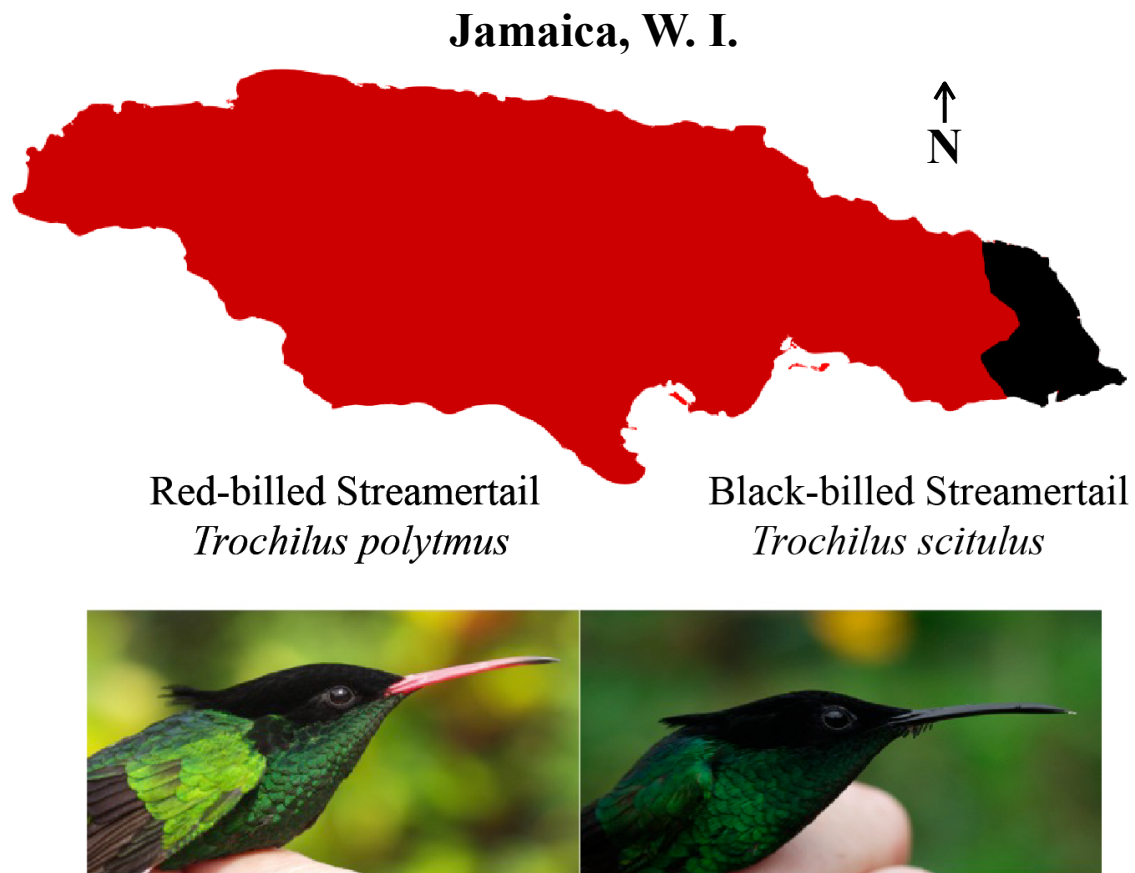 Jamaica, W. I.
N
Red-billed Streamertail
Trochilus polytmus
Black-billed Streamertail
Trochilus scitulus